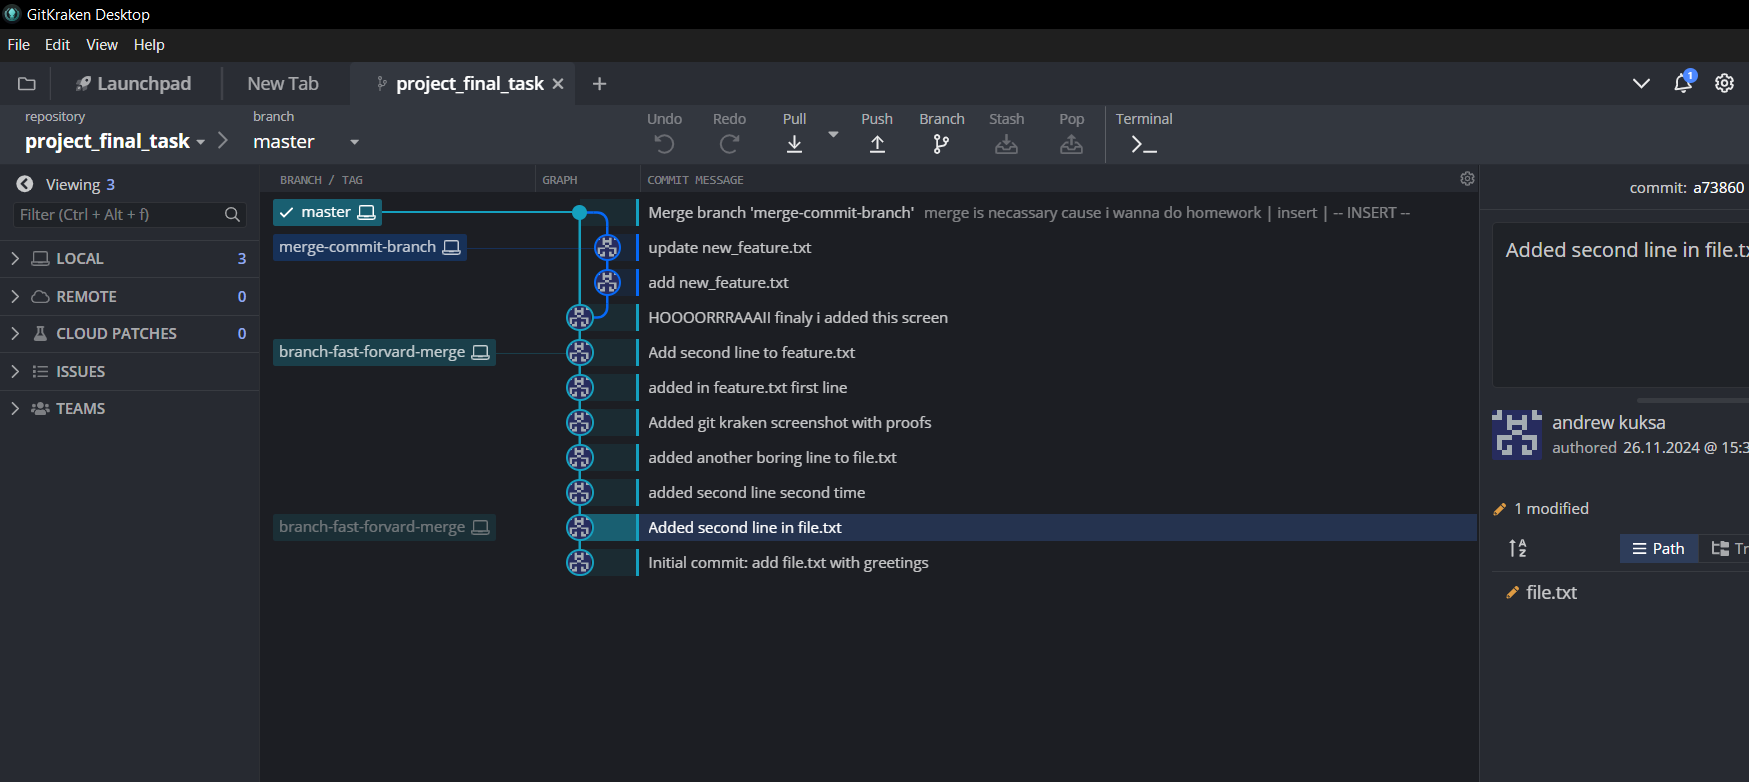 GitKraken Desktop
File Edit View Help
Launchpad New Tab project_final_task
1
repository branch
project_final_task master
Undo Redo Pull Push Branch Stash Pop Terminal
Viewing 3
Filter (Ctrl + Alt + f)
LOCAL 3
REMOTE 0
CLOUD PATCHES 0
ISSUES
TEAMS
BRANCH / TAG GRAPH COMMIT MESSAGE
master Merge branch 'merge-commit-branch' merge is necassary cause i wanna do homework | insert | -- INSERT --
merge-commit-branch update new_feature.txt
add new_feature.txt
HOOOORRRAAAII finaly i added this screen
branch-fast-forvard-merge Add second line to feature.txt
added in feature.txt first line
Added git kraken screenshot with proofs
added another boring line to file.txt
added second line second time
branch-fast-forvard-merge Added second line in file.txt
Initial commit: add file.txt with greetings
commit: a73860
Added second line in file.tx
andrew kuksa
authored 26.11.2024 @ 15:3
1 modified
A Z Path Tr
file.txt